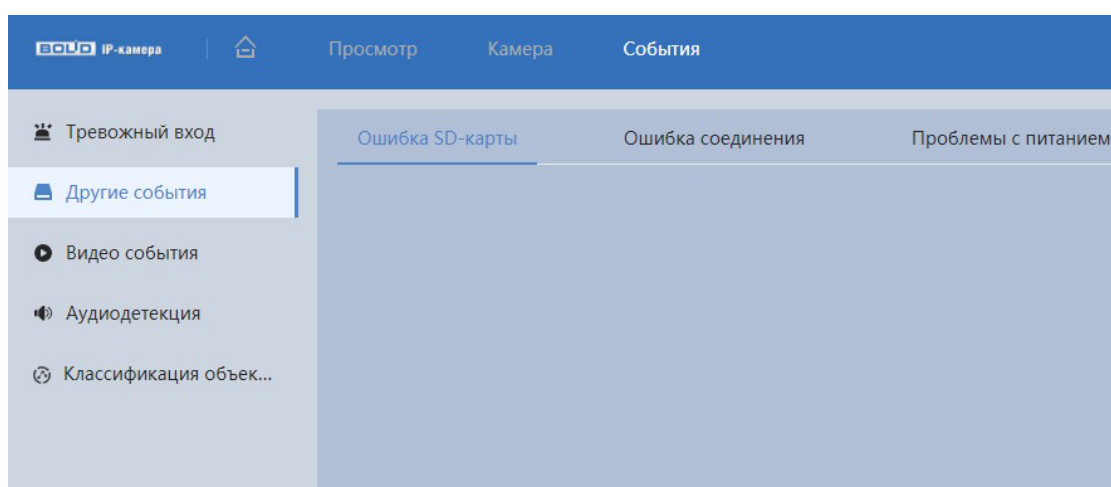 BOLID IP-камера Просмотр Камера События
Тревожный вход
Другие события
Видео события
Аудиодетекция
Классификация объек...
Ошибка SD-карты Ошибка соединения Проблемы с питанием